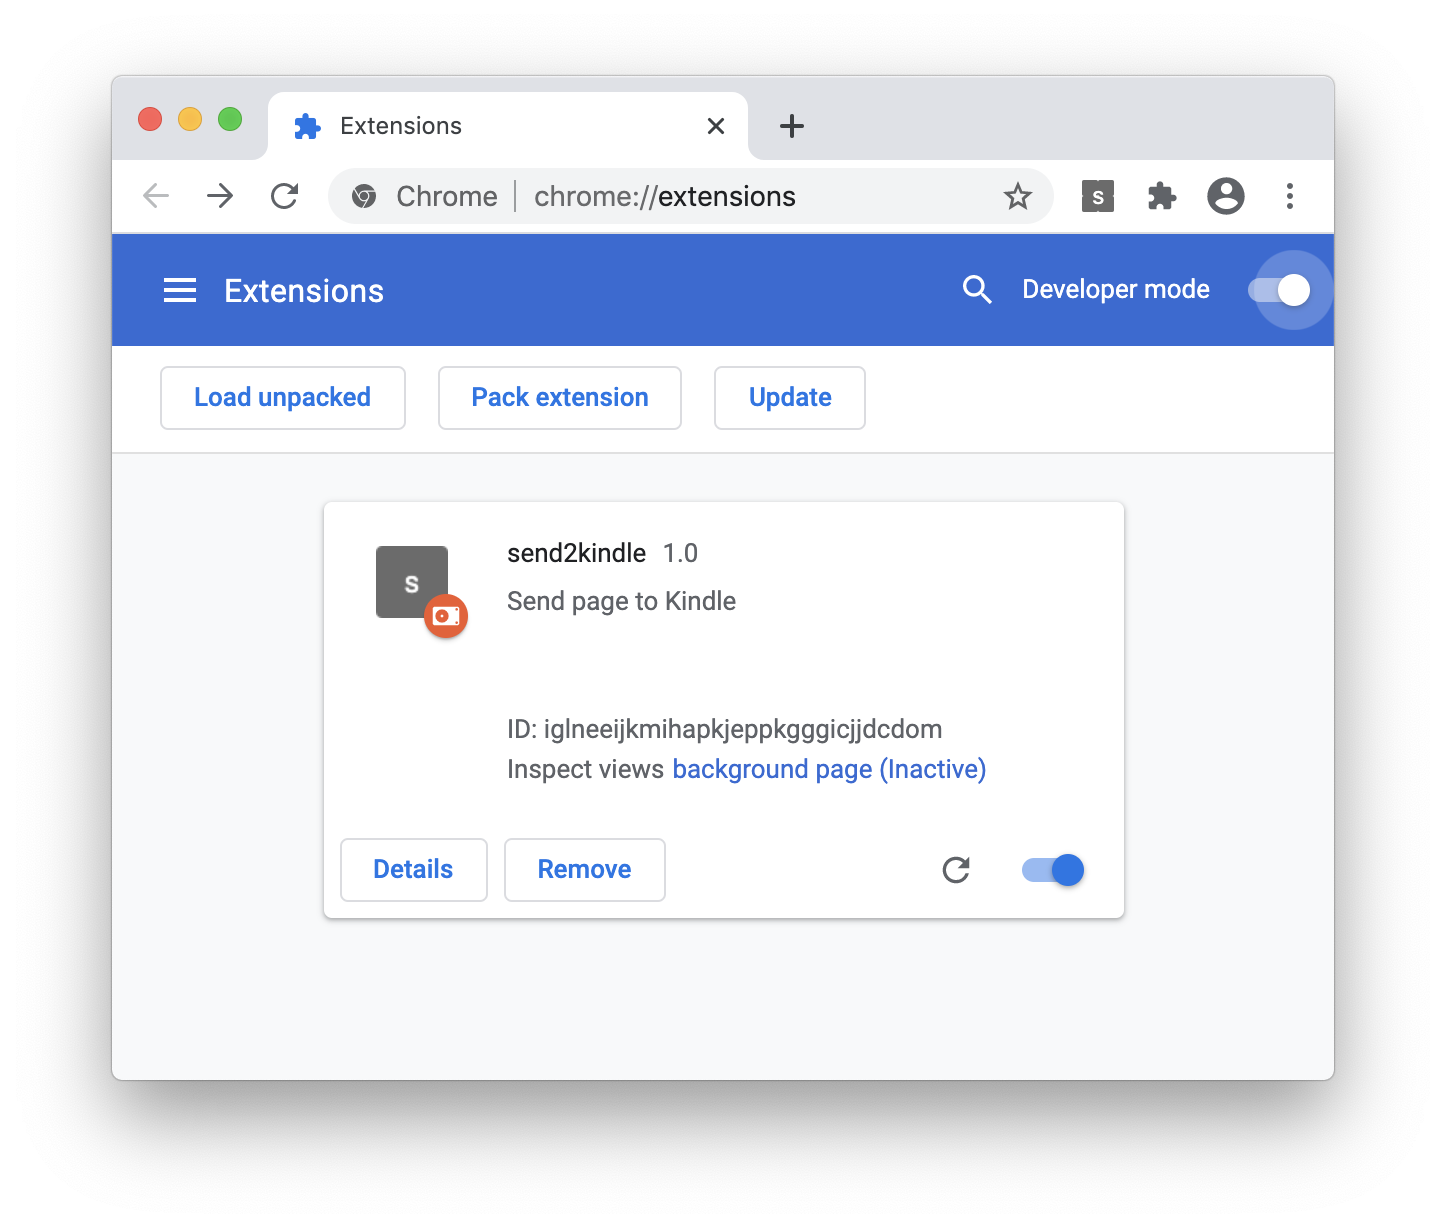 Extensions
Chrome chrome://extensions S
Extensions Developer mode
Load unpacked Pack extension Update
S
send2kindle 1.0
Send page to Kindle
ID: iglneeijkmihapkjeppkgggicjjdcdom
Inspect views background page (Inactive)
Details Remove